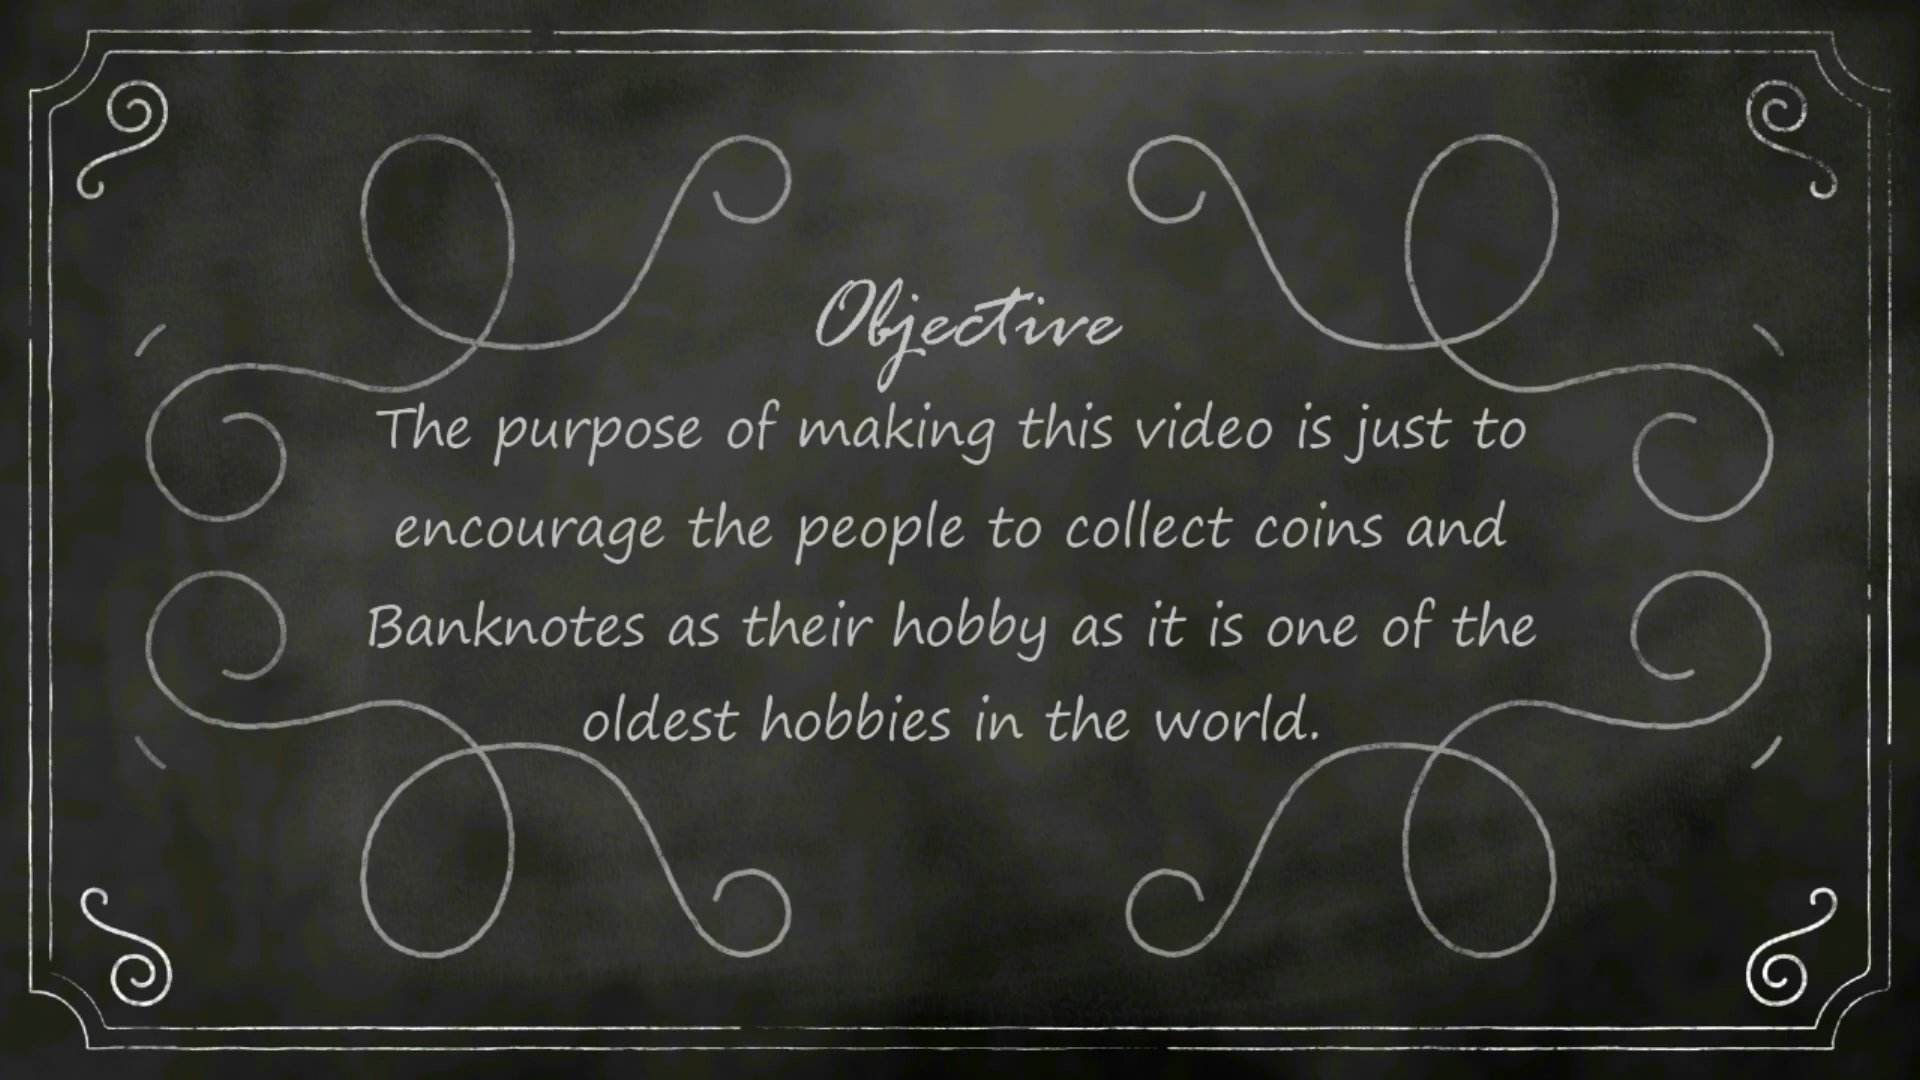 Objective
The purpose of making this video is just to
encourage the people to collect coins and
Banknotes as their hobby as it is one of the
oldest hobbies in the world.